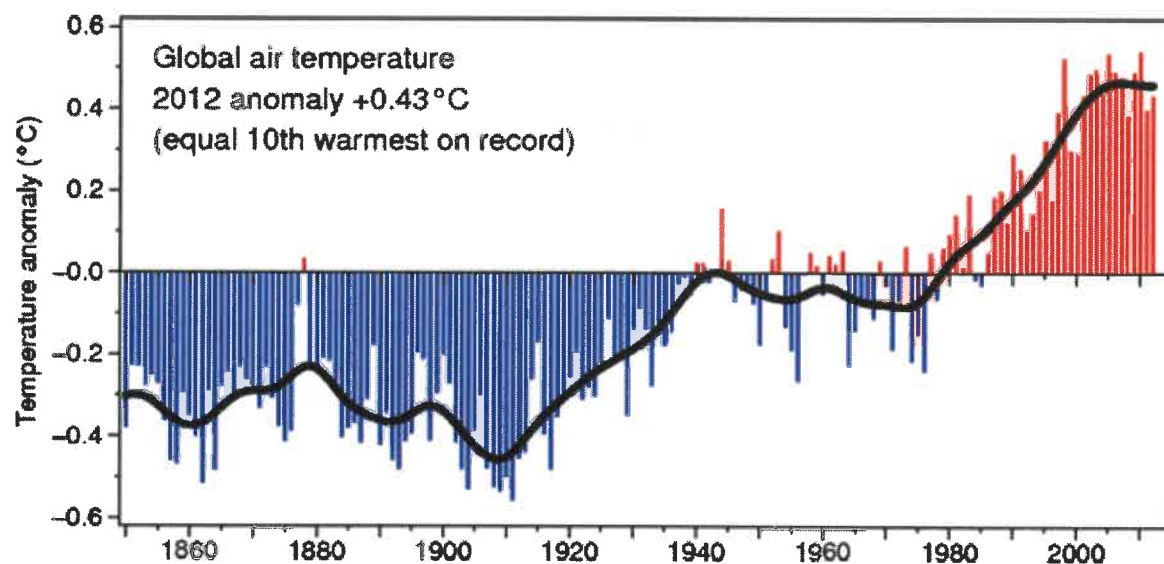 Global air temperature
2012 anomaly +0.43°C
(equal 10th warmest on record)
Temperature anomaly (°C)
0.6
0.4
0.2
−0.0
−0.2
−0.4
−0.6
1860 1880 1900 1920 1940 1960 1980 2000